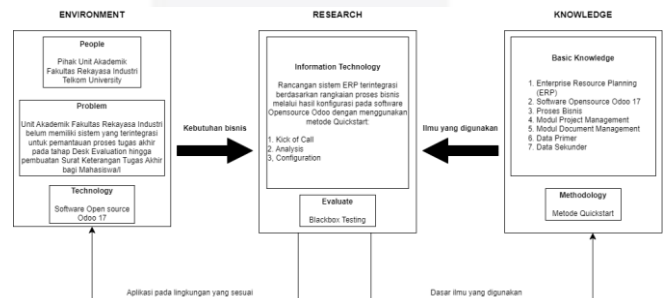 ENVIRONMENT
People
Pihak Unit Akademik
Fakultas Rekayasa Industri
Telkom University
Problem
Unit Akademik Fakultas Rekayasa Industri
belum memiliki sistem yang terintegrasi
untuk pemantauan proses tugas akhir
pada tahap Desk Evaluation hingga
pembuatan Surat Keterangan Tugas Akhir
bagi Mahasiswa/I
Technology
Software Open source
Odoo 17
Kebutuhan bisnis
RESEARCH
Information Technology
Rancangan sistem ERP terintegrasi
berdasarkan rangkaian proses bisnis
melalui hasil konfigurasi pada software
Opensource Odoo dengan menggunakan
metode Quickstart:
1. Kick of Call
2. Analysis
3, Configuration
Evaluate
Blackbox Testing
Ilmu yang digunakan
KNOWLEDGE
Basic Knowledge
1. Enterprise Resource Planning
(ERP)
2. Software Opensource Odoo 17
3. Proses Bisnis
4. Modul Project Management
5. Modul Document Management
6. Data Primer
7. Data Sekunder
Methodology
Metode Quickstart
Aplikasi pada lingkungan yang sesuai
Dasar ilmu yang digunakan